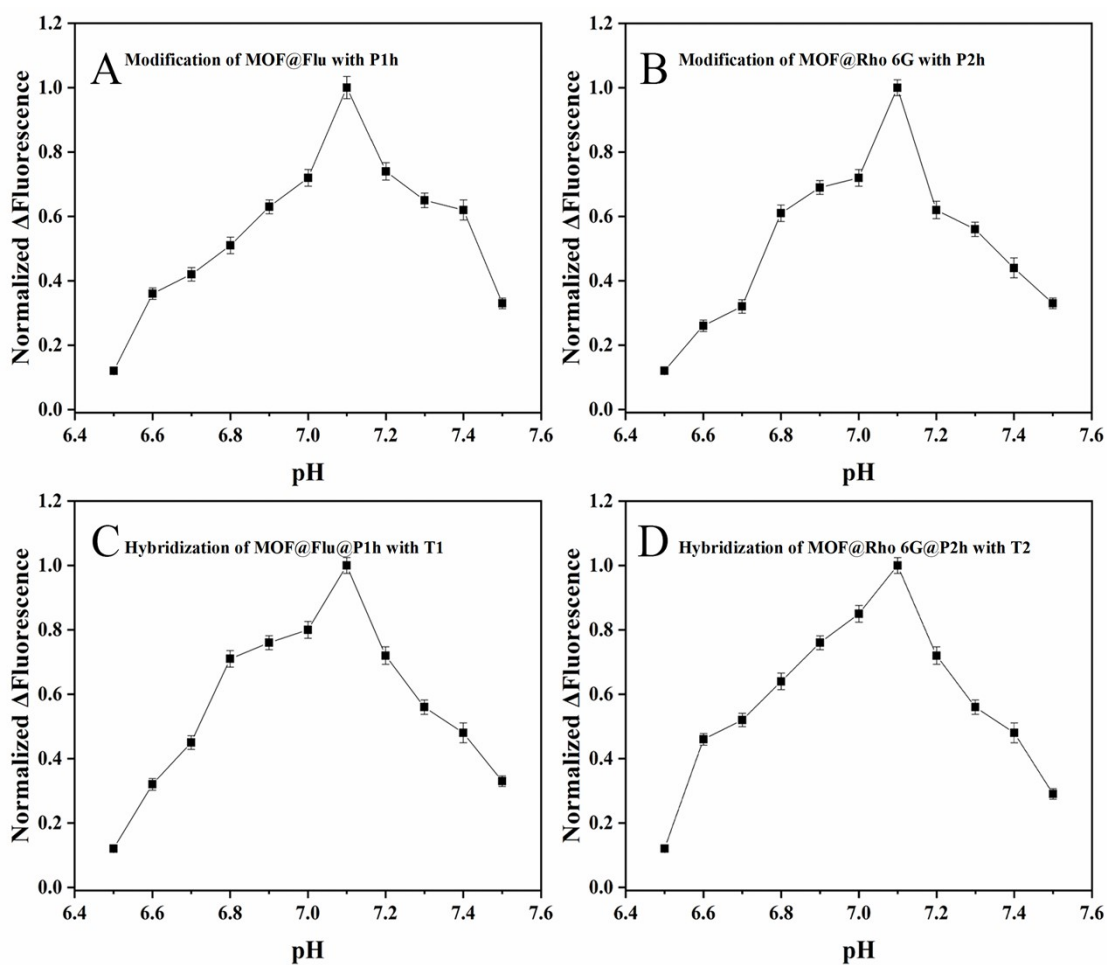 A Modification of MOF@Flu with P1h
Normalized ΔFluorescence
1.2
1.0
0.8
0.6
0.4
0.2
0.0
6.4 6.6 6.8 7.0 7.2 7.4 7.6
pH
B Modification of MOF@Rho 6G with P2h
Normalized ΔFluorescence
1.2
1.0
0.8
0.6
0.4
0.2
0.0
6.4 6.6 6.8 7.0 7.2 7.4 7.6
pH
C Hybridization of MOF@Flu@P1h with T1
Normalized ΔFluorescence
1.2
1.0
0.8
0.6
0.4
0.2
0.0
6.4 6.6 6.8 7.0 7.2 7.4 7.6
pH
D Hybridization of MOF@Rho 6G@P2h with T2
Normalized ΔFluorescence
1.2
1.0
0.8
0.6
0.4
0.2
0.0
6.4 6.6 6.8 7.0 7.2 7.4 7.6
pH